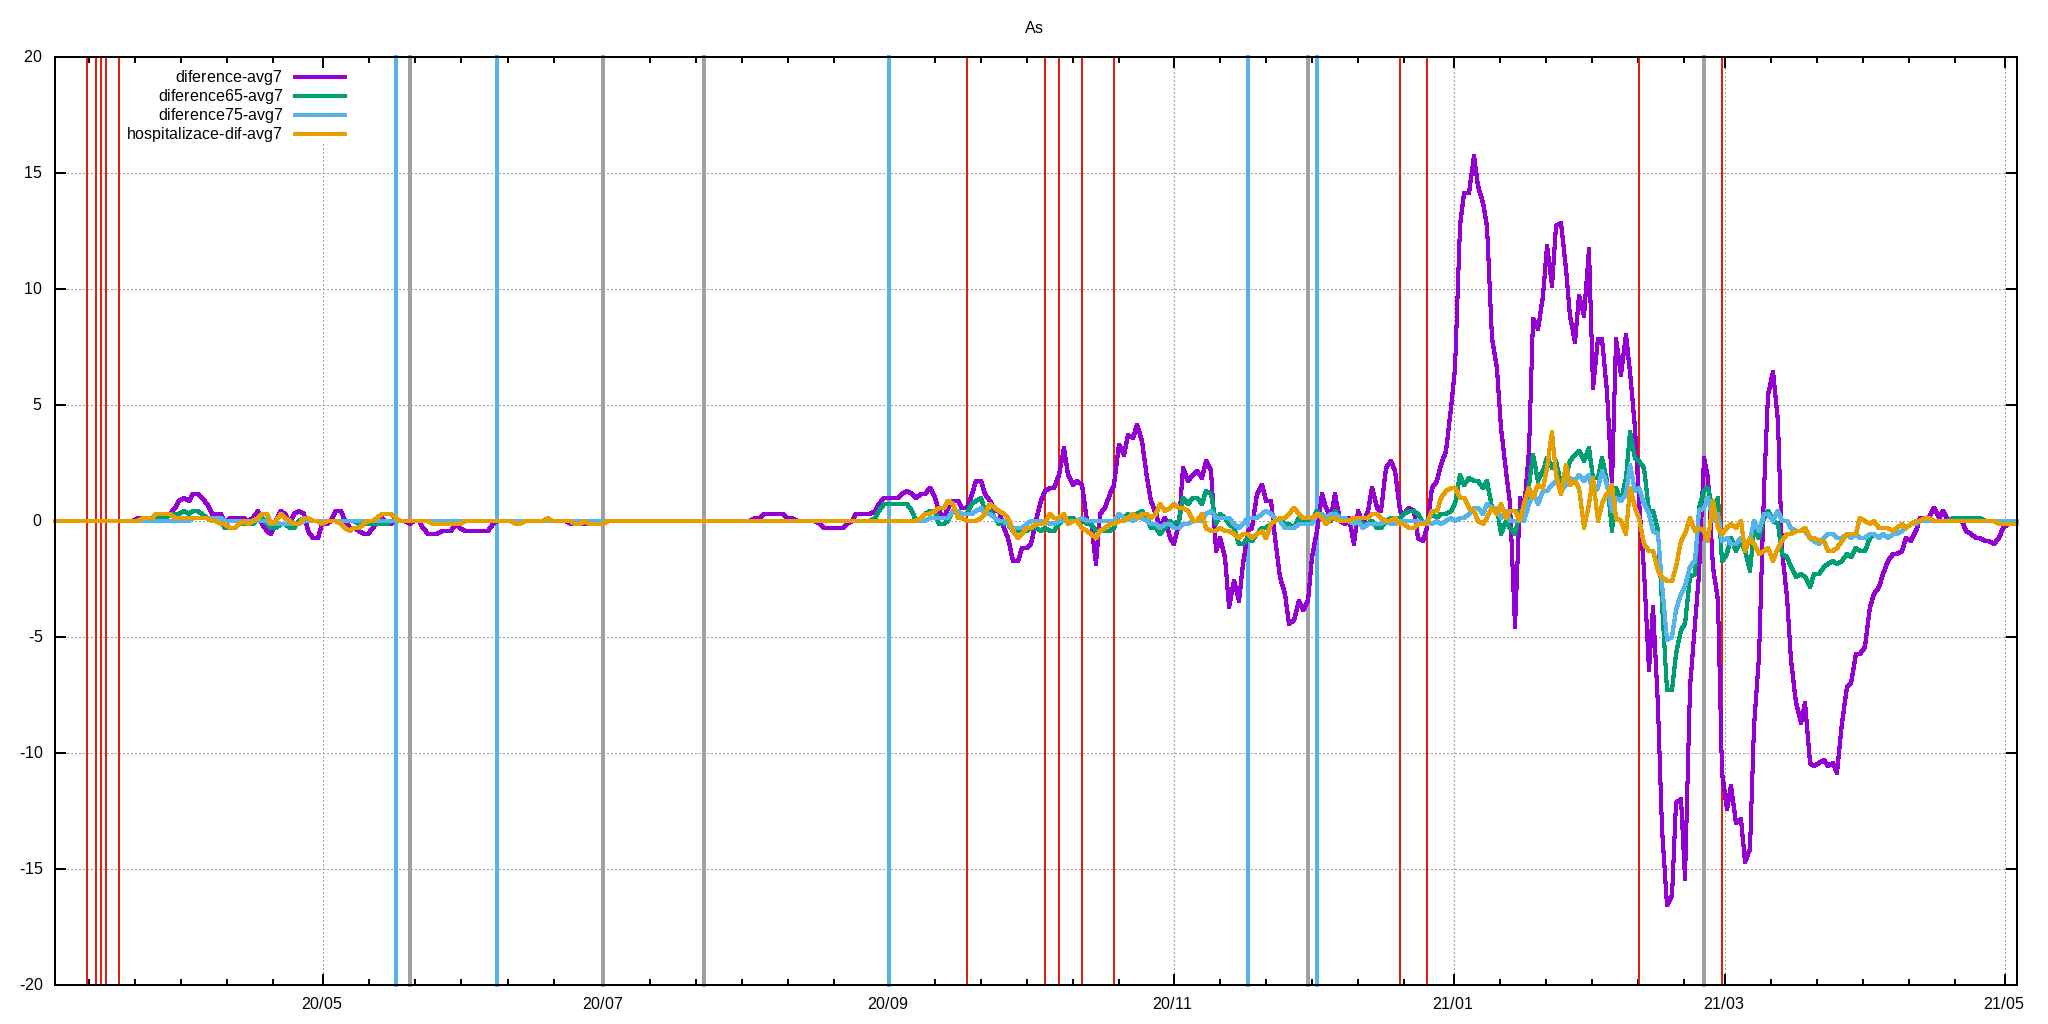 As
20
diference-avg7
diference65-avg7
diference75-avg7
hospitalizace-dif-avg7
15
10
5
0
-5
-10
-15
-20
20/05 20/07 20/09 20/11 21/01 21/03 21/05